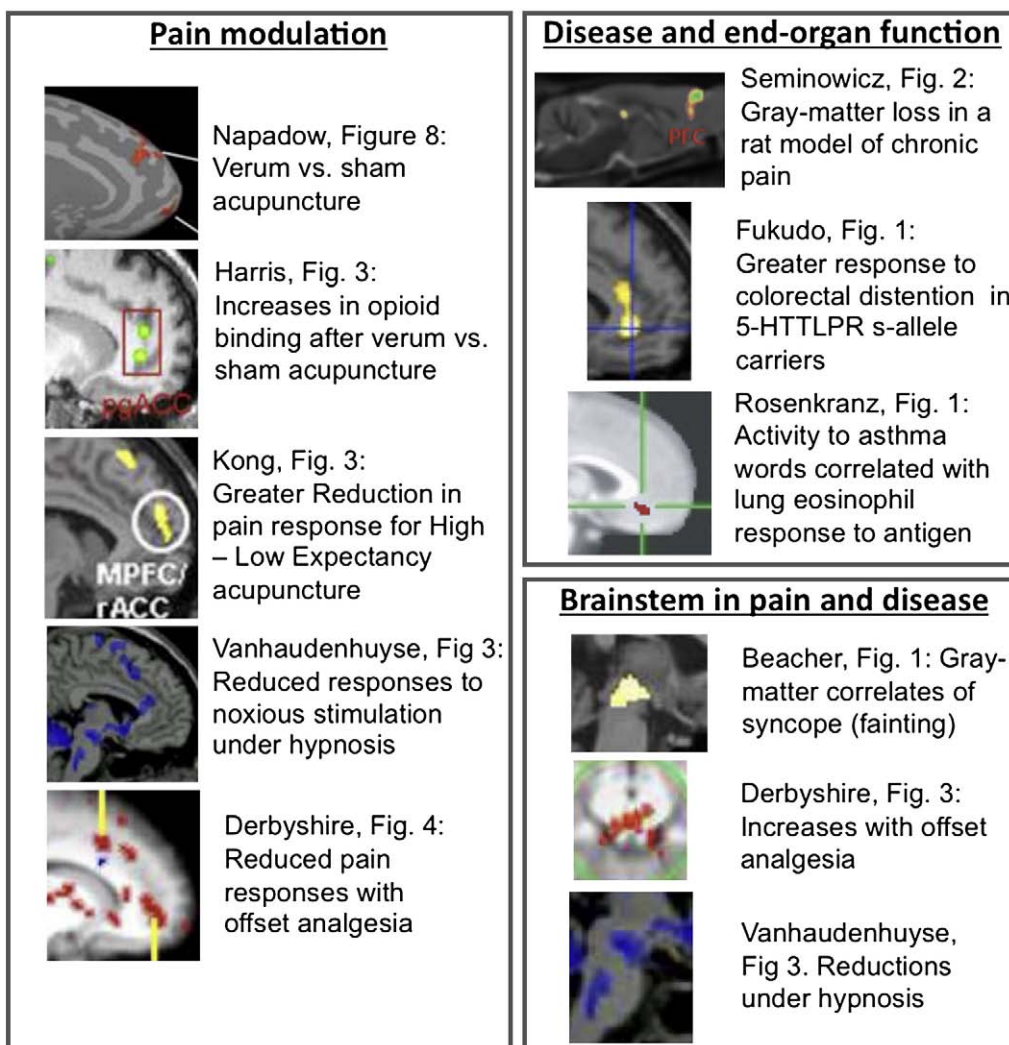 Pain modulation
Napadow, Figure 8:
Verum vs. sham
acupuncture
Harris, Fig. 3:
Increases in opioid
binding after verum vs.
sham acupuncture
pgACC
Kong, Fig. 3:
Greater Reduction in
pain response for High
– Low Expectancy
acupuncture
MPFC/
rACC
Vanhaudenhuyse, Fig 3:
Reduced responses to
noxious stimulation
under hypnosis
Derbyshire, Fig. 4:
Reduced pain
responses with
offset analgesia
Disease and end-organ function
Seminowicz, Fig. 2:
Gray-matter loss in a
rat model of chronic
pain
PFC
Fukudo, Fig. 1:
Greater response to
colorectal distention in
5-HTTLPR s-allele
carriers
Rosenkranz, Fig. 1:
Activity to asthma
words correlated with
lung eosinophil
response to antigen
Brainstem in pain and disease
Beacher, Fig. 1: Gray-
matter correlates of
syncope (fainting)
Derbyshire, Fig. 3:
Increases with offset
analgesia
Vanhaudenhuyse,
Fig 3. Reductions
under hypnosis